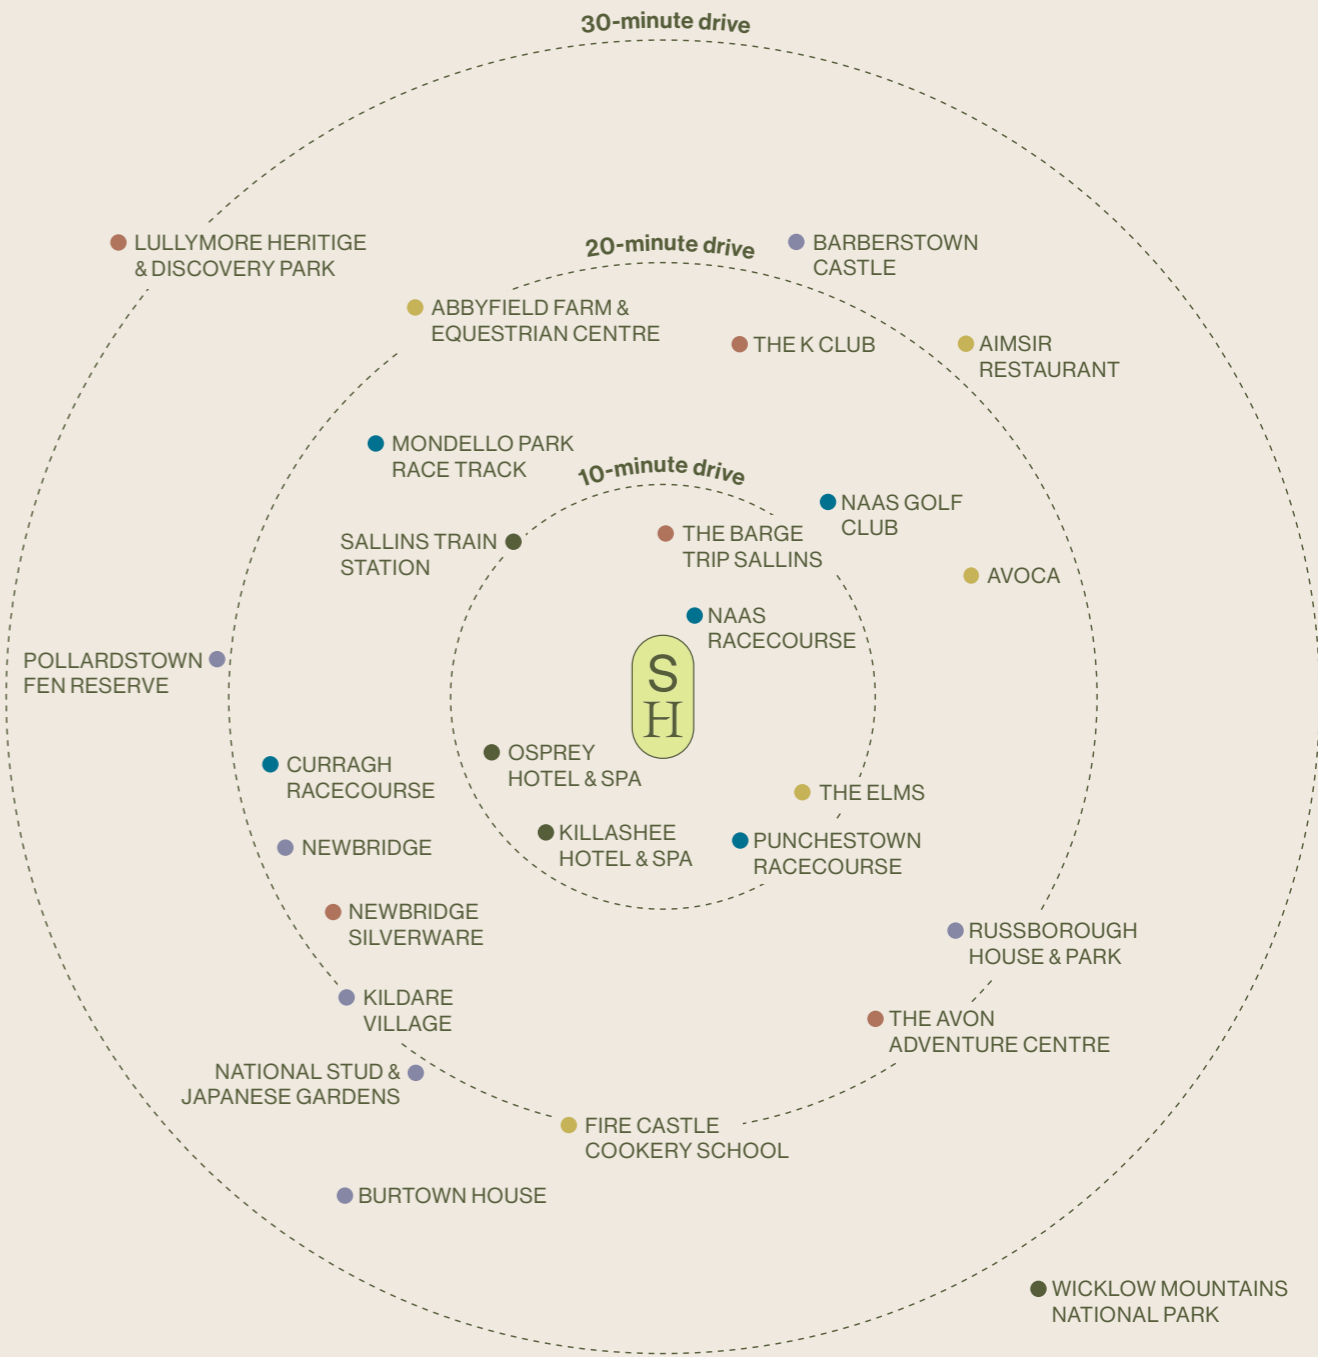 30-minute drive
LULLYMORE HERITIGE
& DISCOVERY PARK
20-minute drive
BARBERSTOWN
CASTLE
ABBYFIELD FARM &
EQUESTRIAN CENTRE
THE K CLUB
AIMSIR
RESTAURANT
MONDELLO PARK
RACE TRACK
10-minute drive
NAAS GOLF
CLUB
SALLINS TRAIN
STATION
THE BARGE
TRIP SALLINS
AVOCA
NAAS
RACECOURSE
POLLARDSTOWN
FEN RESERVE
S
H
OSPREY
HOTEL & SPA
CURRAGH
RACECOURSE
THE ELMS
KILLASHEE
HOTEL & SPA
PUNCHESTOWN
RACECOURSE
NEWBRIDGE
NEWBRIDGE
SILVERWARE
RUSSBOROUGH
HOUSE & PARK
KILDARE
VILLAGE
THE AVON
ADVENTURE CENTRE
NATIONAL STUD &
JAPANESE GARDENS
FIRE CASTLE
COOKERY SCHOOL
BURTOWN HOUSE
WICKLOW MOUNTAINS
NATIONAL PARK